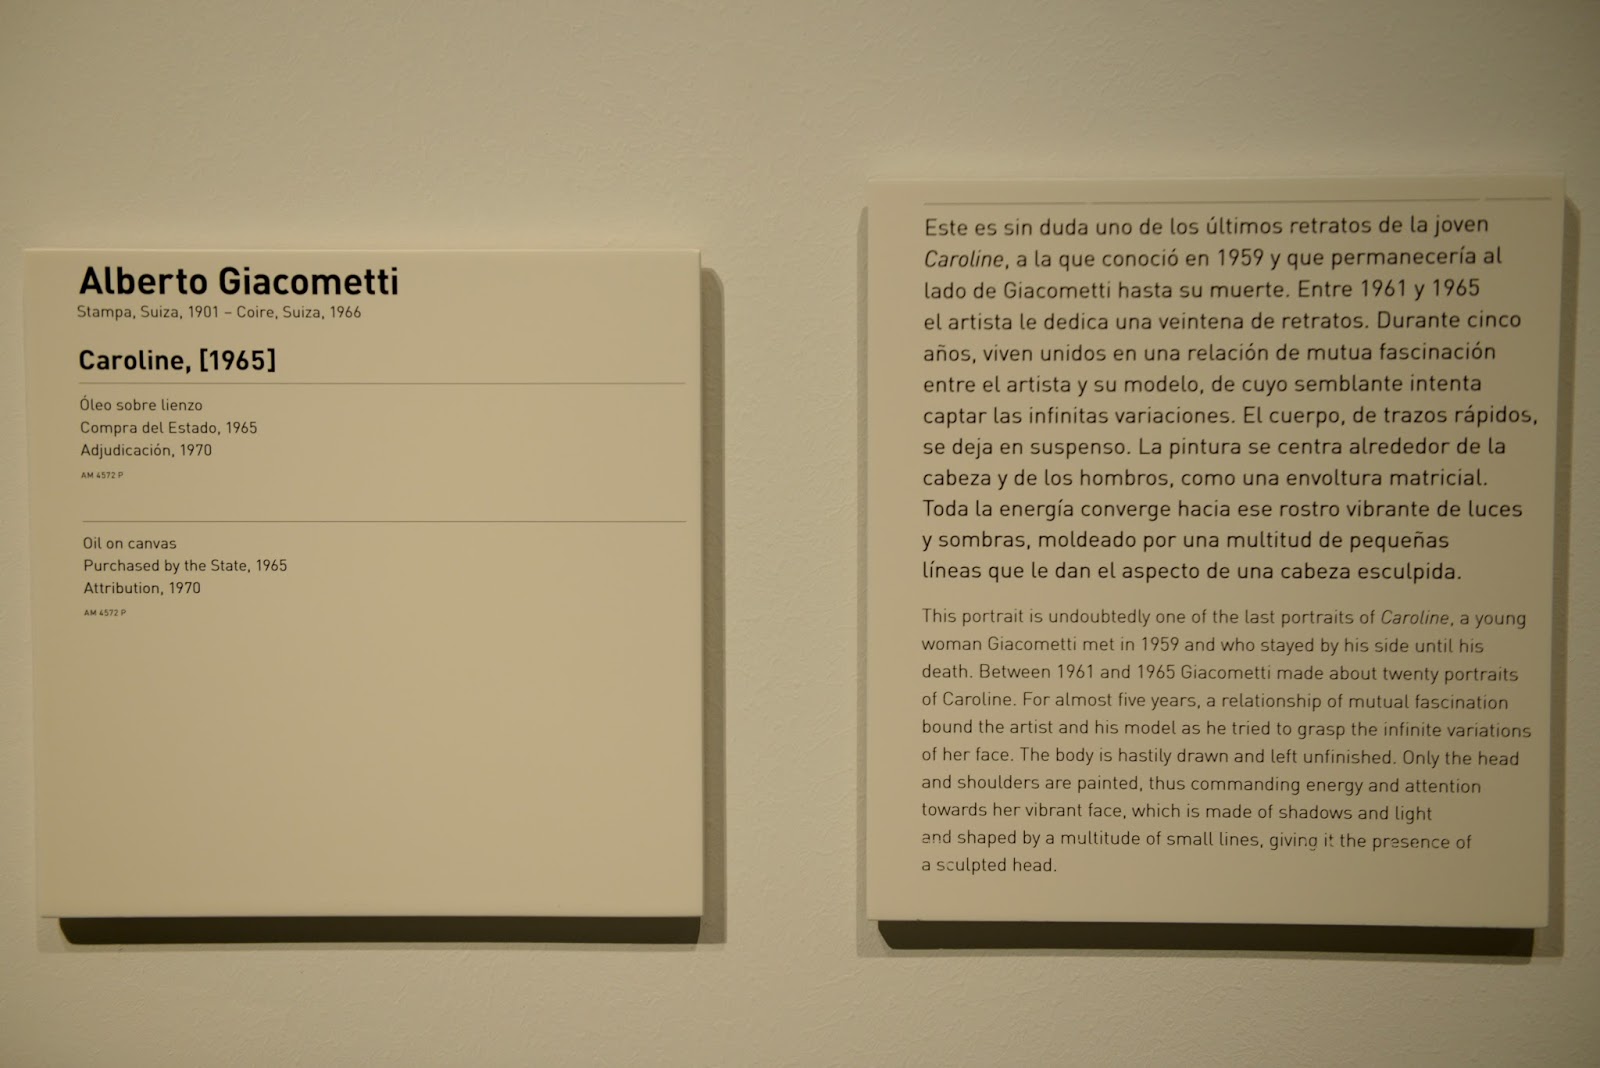 Alberto Giacometti
Stampa, Suiza, 1901 – Coire, Suiza, 1966
Caroline, [1965]
Óleo sobre lienzo
Compra del Estado, 1965
Adjudicación, 1970
AM 4572 P
Oil on canvas
Purchased by the State, 1965
Attribution, 1970
AM 4572 P
Este es sin duda uno de los últimos retratos de la joven
Caroline, a la que conoció en 1959 y que permanecería al
lado de Giacometti hasta su muerte. Entre 1961 y 1965
el artista le dedica una veintena de retratos. Durante cinco
años, viven unidos en una relación de mutua fascinación
entre el artista y su modelo, de cuyo semblante intenta
captar las infinitas variaciones. El cuerpo, de trazos rápidos,
se deja en suspenso. La pintura se centra alrededor de la
cabeza y de los hombros, como una envoltura matricial.
Toda la energía converge hacia ese rostro vibrante de luces
y sombras, moldeado por una multitud de pequeñas
líneas que le dan el aspecto de una cabeza esculpida.
This portrait is undoubtedly one of the last portraits of Caroline, a young
woman Giacometti met in 1959 and who stayed by his side until his
death. Between 1961 and 1965 Giacometti made about twenty portraits
of Caroline. For almost five years, a relationship of mutual fascination
bound the artist and his model as he tried to grasp the infinite variations
of her face. The body is hastily drawn and left unfinished. Only the head
and shoulders are painted, thus commanding energy and attention
towards her vibrant face, which is made of shadows and light
and shaped by a multitude of small lines, giving it the presence of
a sculpted head.